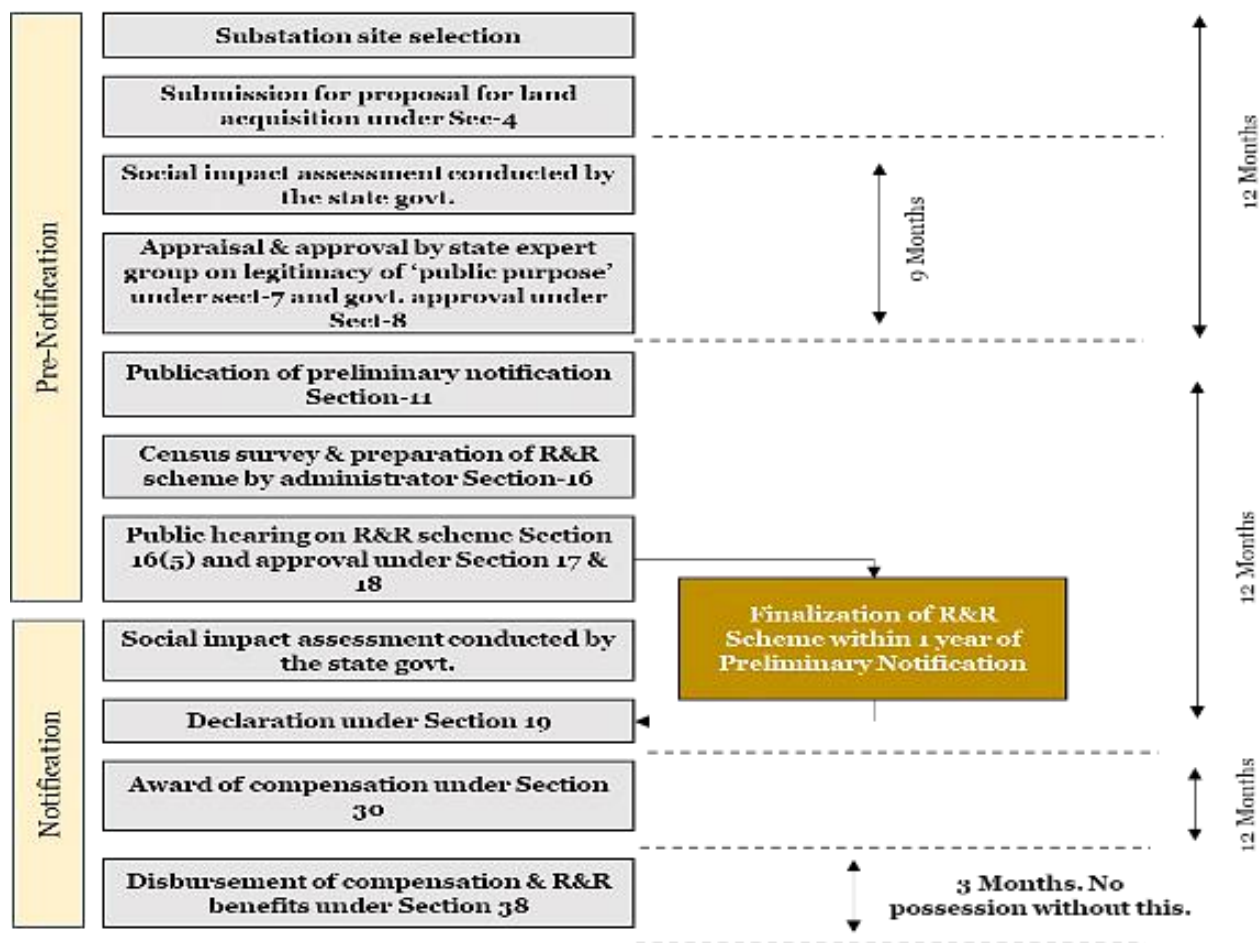 Substation site selection
Submission for proposal for land
acquisition under Sec-4
Social impact assessment conducted by
the state govt.
Appraisal & approval by state expert
group on legitimacy of ‘public purpose’
under sect-7 and govt. approval under
Sect-8
Publication of preliminary notification
Section-11
Census survey & preparation of R&R
scheme by administrator Section-16
Public hearing on R&R scheme Section
16(5) and approval under Section 17 &
18
Pre-Notification
9 Months
12 Months
Finalization of R&R
Scheme within 1 year of
Preliminary Notification
12 Months
Social impact assessment conducted by
the state govt.
Declaration under Section 19
Award of compensation under Section
30
Disbursement of compensation & R&R
benefits under Section 38
Notification
12 Months
3 Months. No
possession without this.